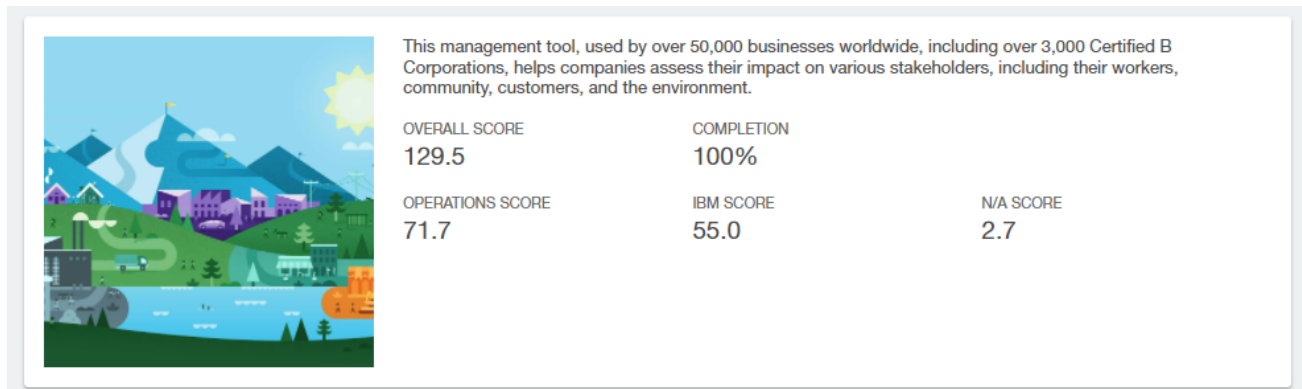 This management tool, used by over 50,000 businesses worldwide, including over 3,000 Certified B
Corporations, helps companies assess their impact on various stakeholders, including their workers,
community, customers, and the environment.
OVERALL SCORE
129.5
COMPLETION
100%
OPERATIONS SCORE
71.7
IBM SCORE
55.0
N/A SCORE
2.7